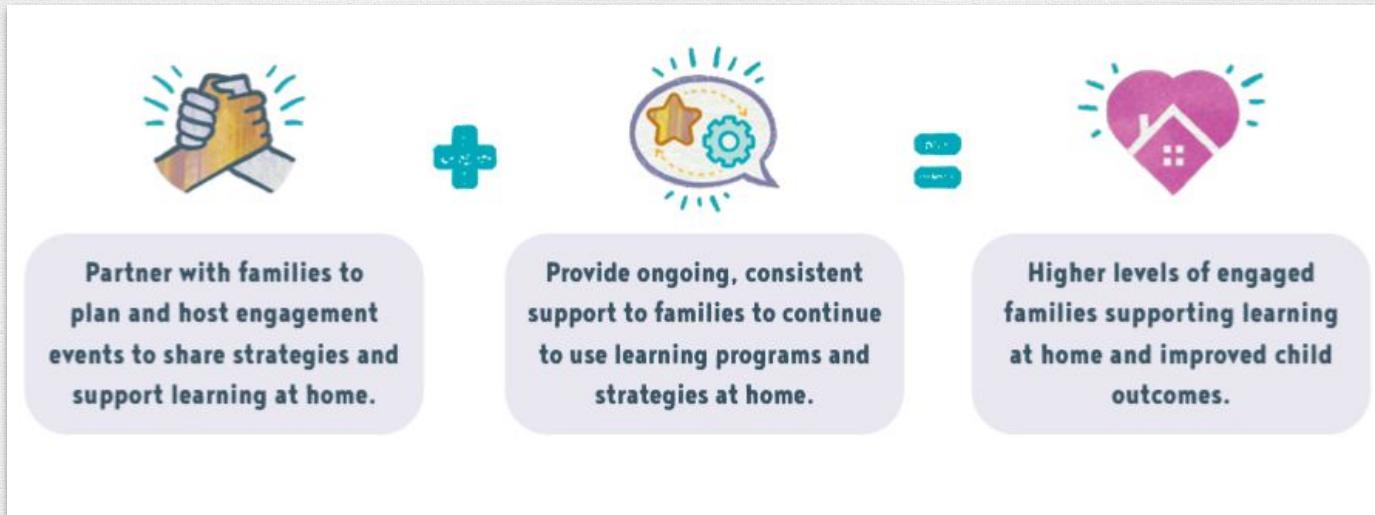 Partner with families to
plan and host engagement
events to share strategies and
support learning at home.
Provide ongoing, consistent
support to families to continue
to use learning programs and
strategies at home.
Higher levels of engaged
families supporting learning
at home and improved child
outcomes.